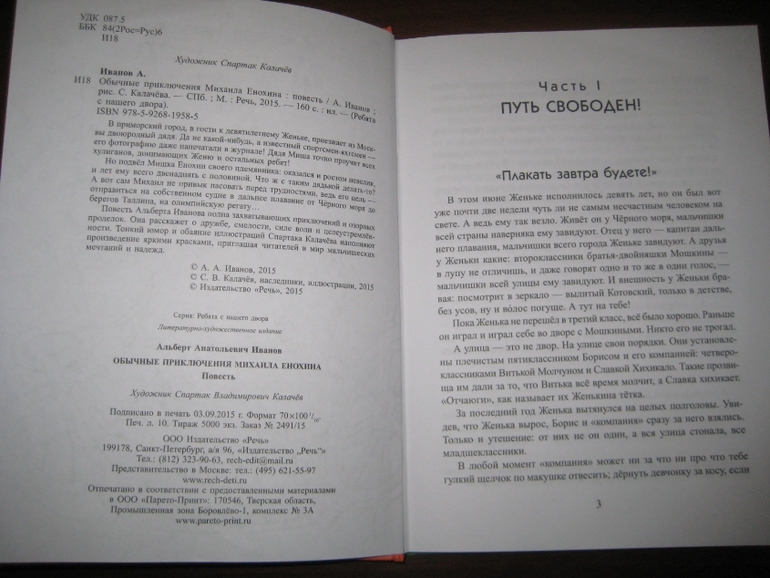 УДК 087.5
ББК 84(2Рос=Рус)6
И18
Художник Спартак Калачёв
Иванов А.
И18 Обычные приключения Михаила Енохина : повесть / А. Иванов ;
рис. С. Калачёва. — СПб. ; М. : Речь, 2015. — 160 с. : ил. — (Ребята
с нашего двора).
ISBN 978-5-9268-1958-5
В приморский город, в гости к девятилетнему Женьке, приезжает из Моск-
вы двоюродный дядя. Да не какой-нибудь, а известный спортсмен-яхтсмен —
его фотографию даже напечатали в журнале! Дядя Миша точно проучит всех
хулиганов, донимающих Женю и остальных ребят!
Но подвёл Мишка Енохин своего племянника: оказался и ростом невелик,
и лет ему всего двенадцать с половиной. Что ж с таким дядькой делать-то?
А вот сам Михаил не привык пасовать перед трудностями, ведь его цель —
отправиться на собственном судне в дальнее плавание от Чёрного моря до
берегов Таллина, на олимпийскую регату…
Повесть Альберта Иванова полна захватывающих приключений и озорных
проделок. Она расскажет о дружбе, смелости, силе воли и целеустремлён-
ности. Тонкий юмор и обаяние иллюстраций Спартака Калачёва наполняют
произведение яркими красками, приглашая читателей в мир мальчишеских
мечтаний и надежд.
© А. А. Иванов, 2015
© С. В. Калачёв, наследники, иллюстрации, 2015
© Издательство «Речь», 2015
Серия: Ребята с нашего двора
Литературно-художественное издание
Альберт Анатольевич Иванов
ОБЫЧНЫЕ ПРИКЛЮЧЕНИЯ МИХАИЛА ЕНОХИНА
Повесть
Художник Спартак Владимирович Калачёв
Подписано в печать 03.09.2015 г. Формат 70×100 1/16
Печ. л. 10. Тираж 5000 экз. Заказ № 2491/15
ООО Издательство «Речь»
199178, Санкт-Петербург, а/я 96, «Издательство „Речь“»
Тел.: (812) 323-90-63, rech-edit@mail.ru
Представительство в Москве: тел.: (495) 621-55-97
www.rech-deti.ru
Отпечатано в соответствии с предоставленными материалами
в ООО «Парето-Принт»: 170546, Тверская область,
Промышленная зона Боровлёво-1, комплекс № 3А
www.pareto-print.ru
Часть I
ПУТЬ СВОБОДЕН!
«Плакать завтра будете!»
В этом июне Женьке исполнилось девять лет, но он был вот
уже почти две недели чуть ли не самым несчастным человеком на
свете. А ведь ему так везло. Живёт он у Чёрного моря, мальчишки
всей страны наверняка ему завидуют. Отец у него — капитан даль-
него плавания, мальчишки всего города Женьке завидуют. А друзья
у Женьки какие: второклассники братья-двойняшки Мошкины —
в лупу не отличишь, и даже говорят одно и то же в один голос, —
мальчишки всей улицы ему завидуют. И внешность у Женьки бра-
вая: посмотрит в зеркало — вылитый Котовский, только в детстве,
без усов, ну и во́лос погуще. А тут на тебе!
Пока Женька не перешёл в третий класс, всё было хорошо. Раньше
он играл и играл себе во дворе с Мошкиными. Никто его не трогал.
А улица — это не двор. На улице свои порядки. Они установле-
ны плечистым пятиклассником Борисом и его компанией: четверо-
классниками Витькой Молчуном и Славкой Хихикало. Такие прозви-
ща им дали за то, что Витька всё время молчит, а Славка хихикает.
«Отчаюги», как называет их Женькина тётка.
За последний год Женька вытянулся на целых полголовы. Уви-
дев, что Женька вырос, Борис и «компания» сразу за него взялись.
Только и утешение: от них не он один, а вся улица стонала, все
младшеклассники.
В любой момент «компания» может ни за что ни про что тебе
гулкий щелчок по макушке отвесить; дёрнуть девчонку за косу, если
3